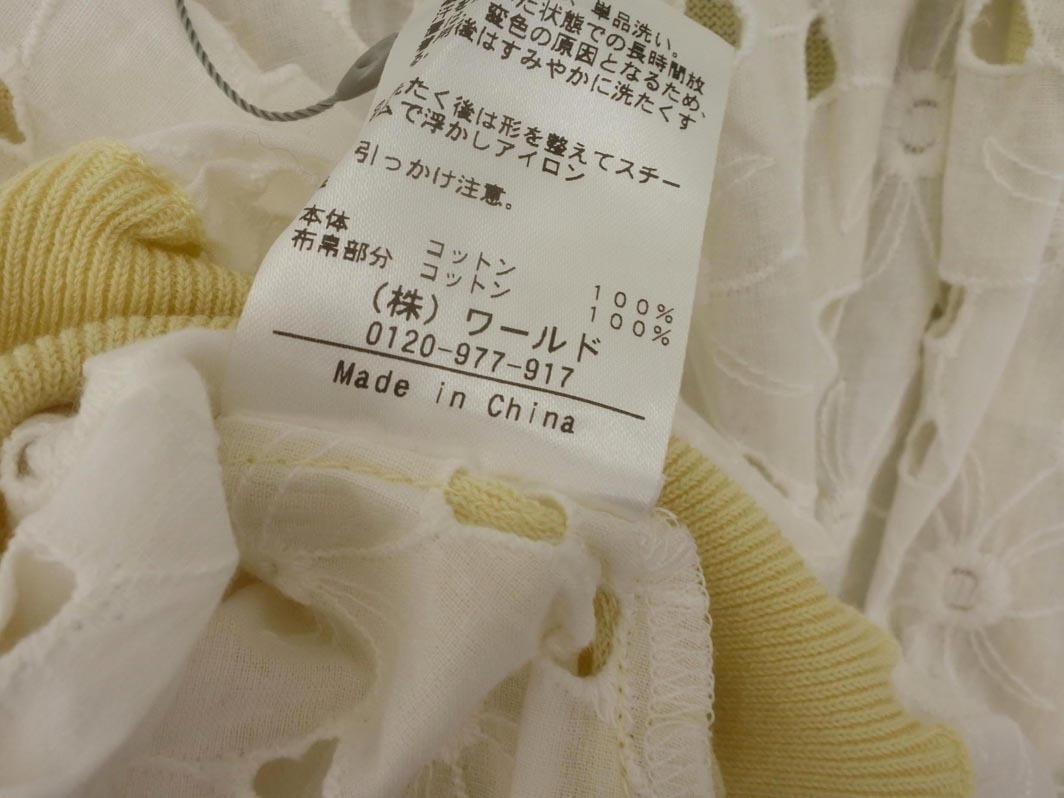 単品洗い。
た状態での長時間放
変色の原因となるため、
後はすみやかに洗たくす
たく後は形を整えてスチー
ムで浮かしアイロン
引っかけ注意。
本体 コットン 100%
布帛部分 コットン 100%
(株)ワールド
0120-977-917
Made in China